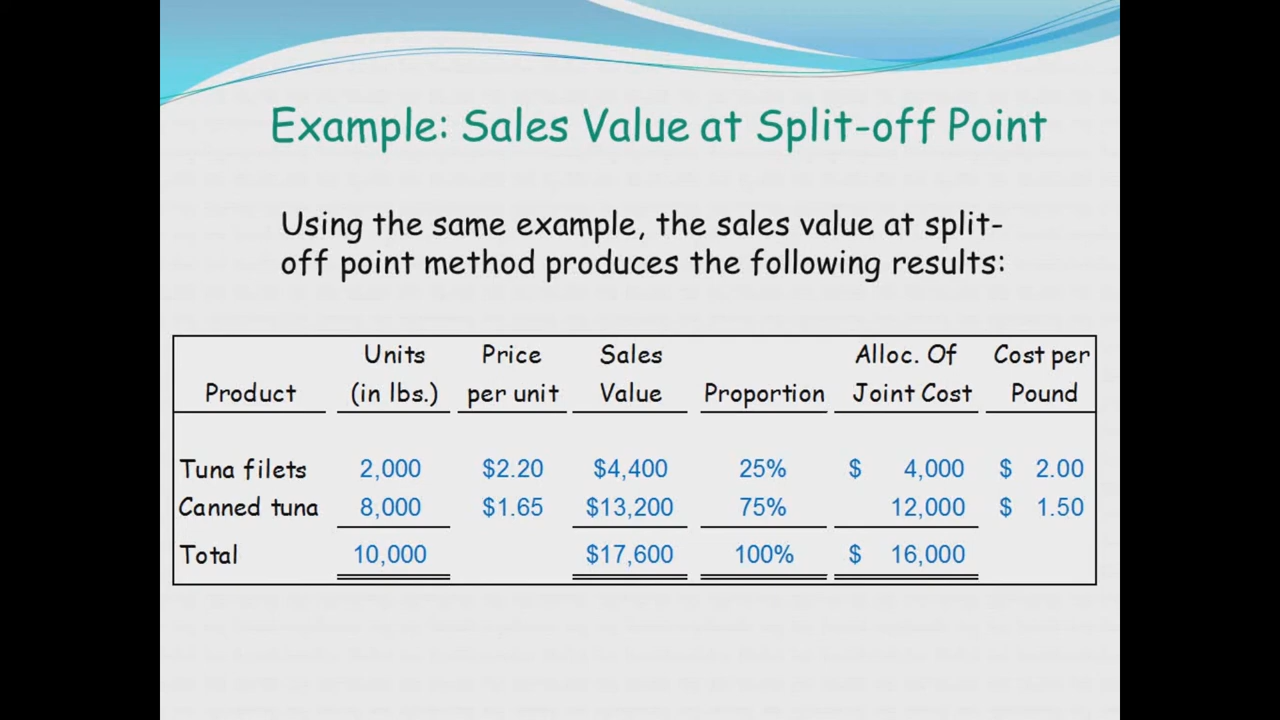 Example: Sales Value at Split-off Point
Using the same example, the sales value at split-
off point method produces the following results:
Units Price Sales Alloc. Of Cost per
Product (in lbs.) per unit Value Proportion Joint Cost Pound
Tuna filets 2,000 $2.20 $4,400 25% $ 4,000 $ 2.00
Canned tuna 8,000 $1.65 $13,200 75% 12,000 $ 1.50
Total 10,000 $17,600 100% $ 16,000